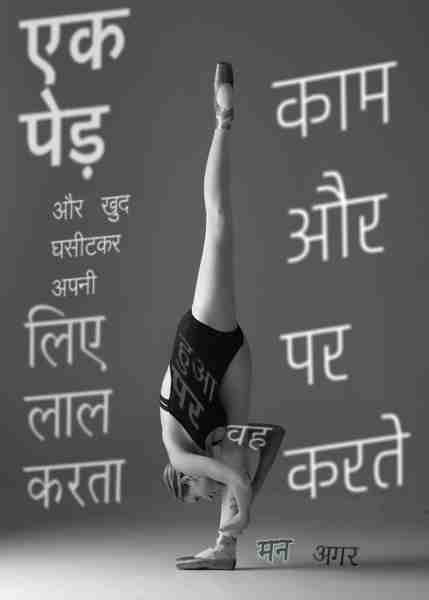 एक
पेड़
और खुद
घसीटकर
अपनी
लिए
लाल
करता
काम
और
पर
करते
हुआ
पर
वह
मन अगर